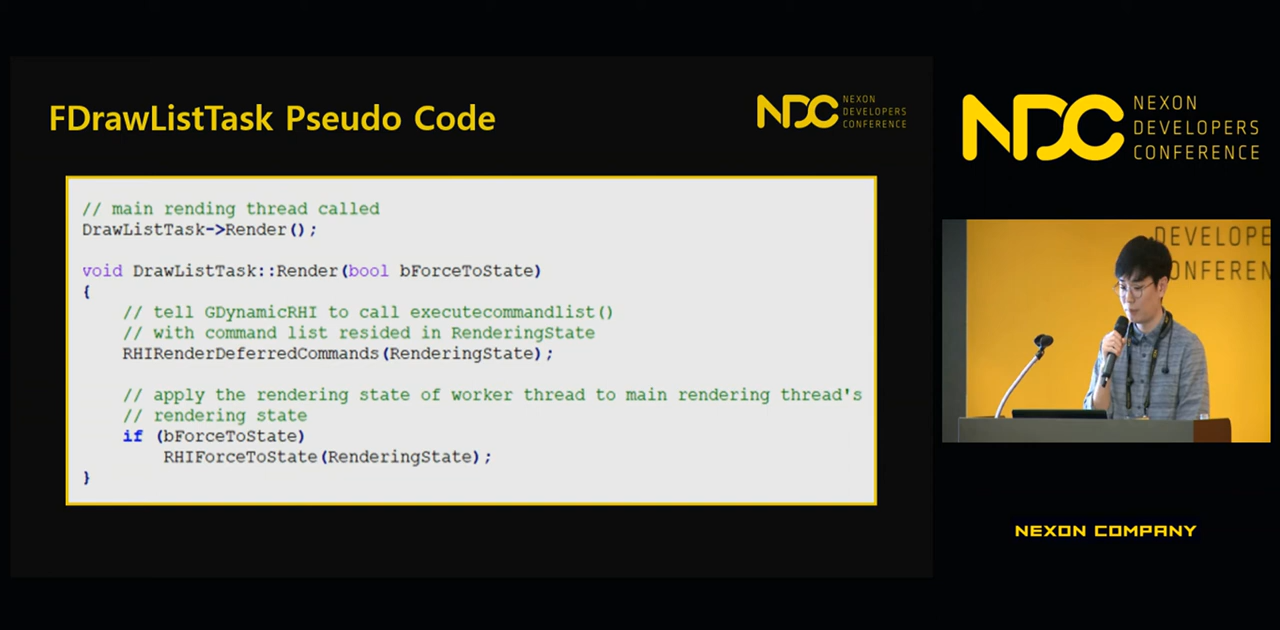 FDrawListTask Pseudo Code
NDC NEXON
DEVELOPERS
CONFERENCE
// main rending thread called
DrawListTask->Render();
void DrawListTask::Render(bool bForceToState)
{
// tell GDynamicRHI to call executecommandlist()
// with command list resided in RenderingState
RHIRenderDeferredCommands(RenderingState);
// apply the rendering state of worker thread to main rendering thread's
// rendering state
if (bForceToState)
RHIForceToState(RenderingState);
}
NDC NEXON
DEVELOPERS
CONFERENCE
DEVELOPE
ONFEREN
NEXON COMPANY